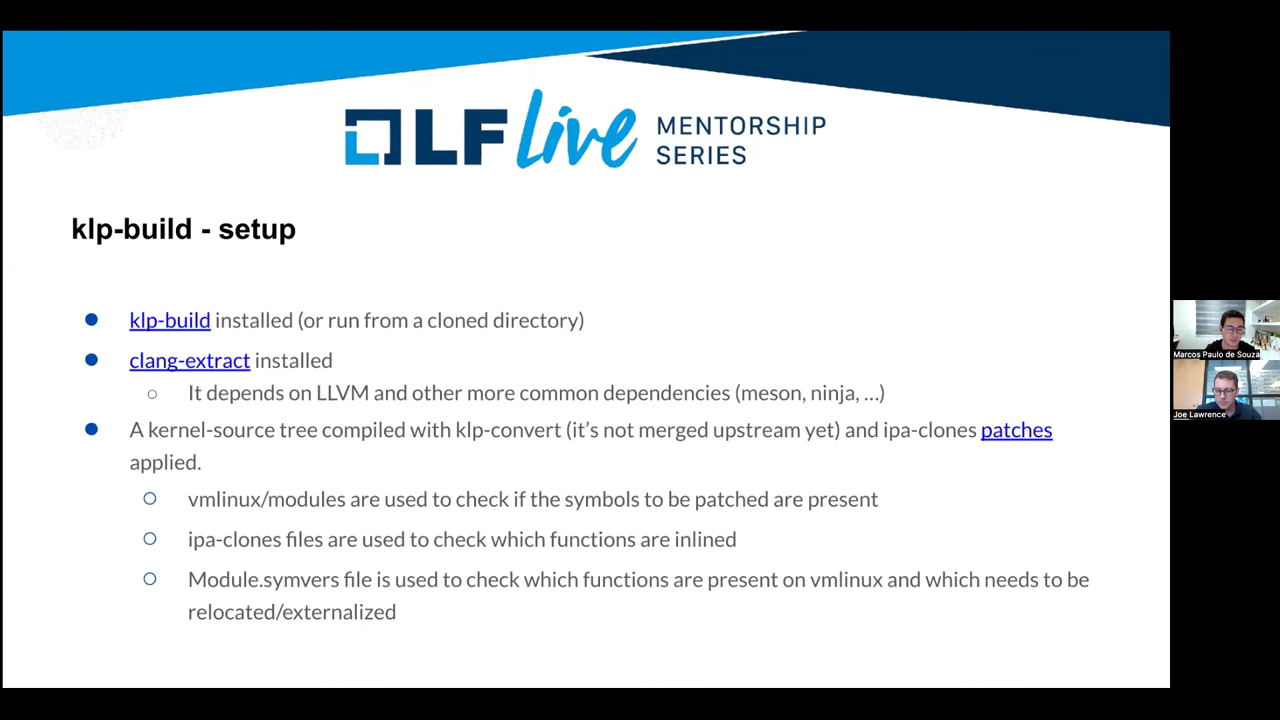 LF Live MENTORSHIP
SERIES
klp-build - setup
● klp-build installed (or run from a cloned directory)
● clang-extract installed
○ It depends on LLVM and other more common dependencies (meson, ninja, …)
● A kernel-source tree compiled with klp-convert (it’s not merged upstream yet) and ipa-clones patches
applied.
○ vmlinux/modules are used to check if the symbols to be patched are present
○ ipa-clones files are used to check which functions are inlined
○ Module.symvers file is used to check which functions are present on vmlinux and which needs to be
relocated/externalized
Marcos Paulo de Souza
Joe Lawrence